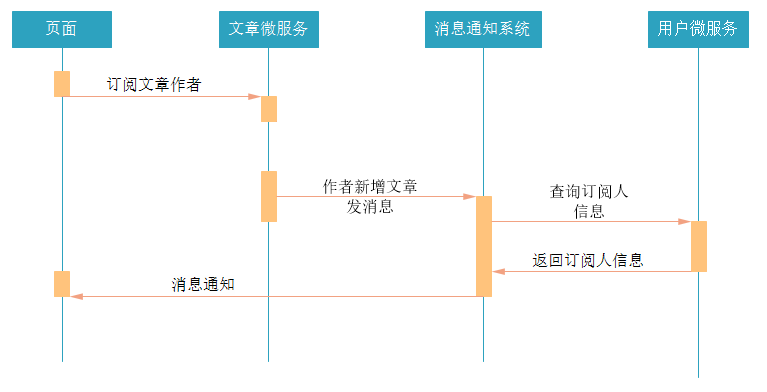 页面
文章微服务
消息通知系统
用户微服务
订阅文章作者
作者新增文章
发消息
查询订阅人
信息
返回订阅人信息
消息通知